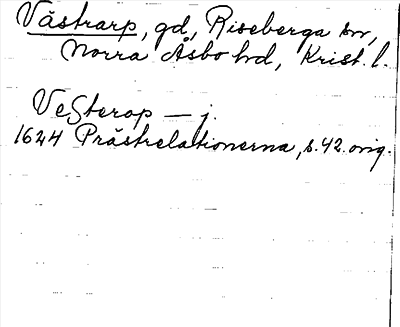 Västrarp, gd, Riseberga sn,
Norra Åsbo hd, Krist. l.
VeSterop — j.
1624 Prästrelationerna, s. 42. orig.